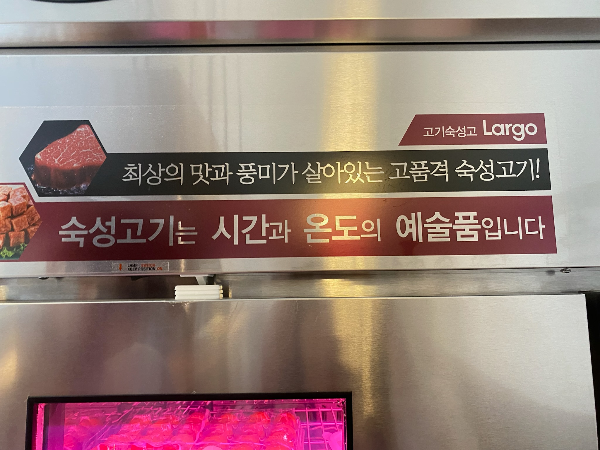 고기숙성고 Largo
최상의 맛과 풍미가 살아있는 고품격 숙성고기!
숙성고기는 시간과 온도의 예술품입니다